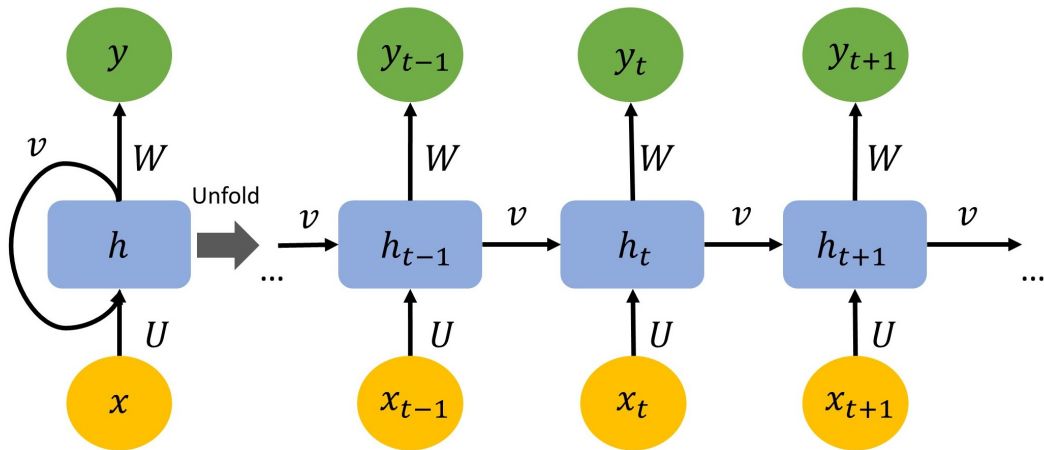 y
y_{t-1}
y_t
y_{t+1}
v
W
W
W
W
Unfold
v
v
v
v
h
h_{t-1}
h_t
h_{t+1}
...
...
U
U
U
U
x
x_{t-1}
x_t
x_{t+1}